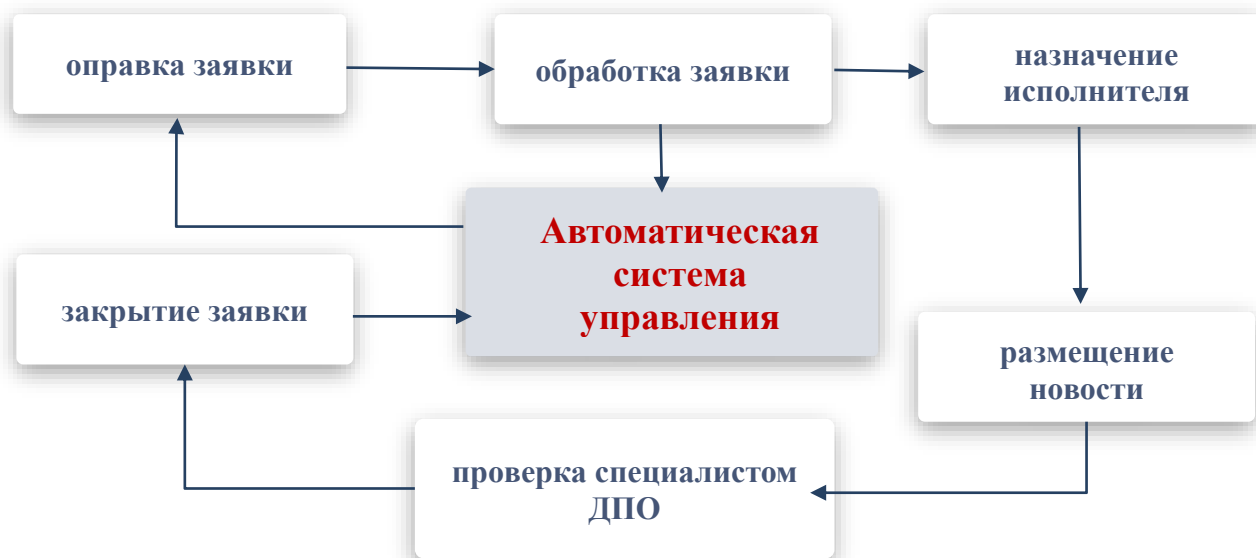 оправка заявки
обработка заявки
назначение
исполнителя
Автоматическая
система
управления
закрытие заявки
размещение
новости
проверка специалистом
ДПО